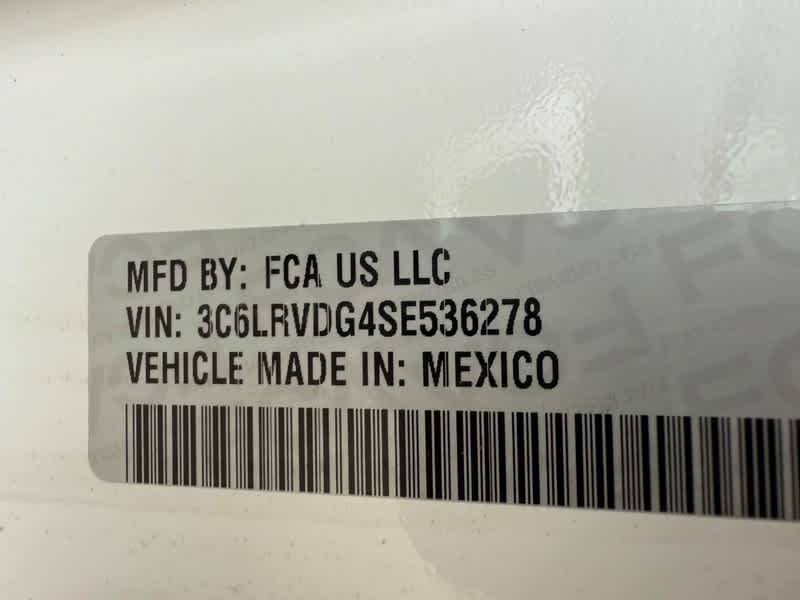 MFD BY: FCA US LLC
VIN: 3C6LRVDG4SE536278
VEHICLE MADE IN: MEXICO